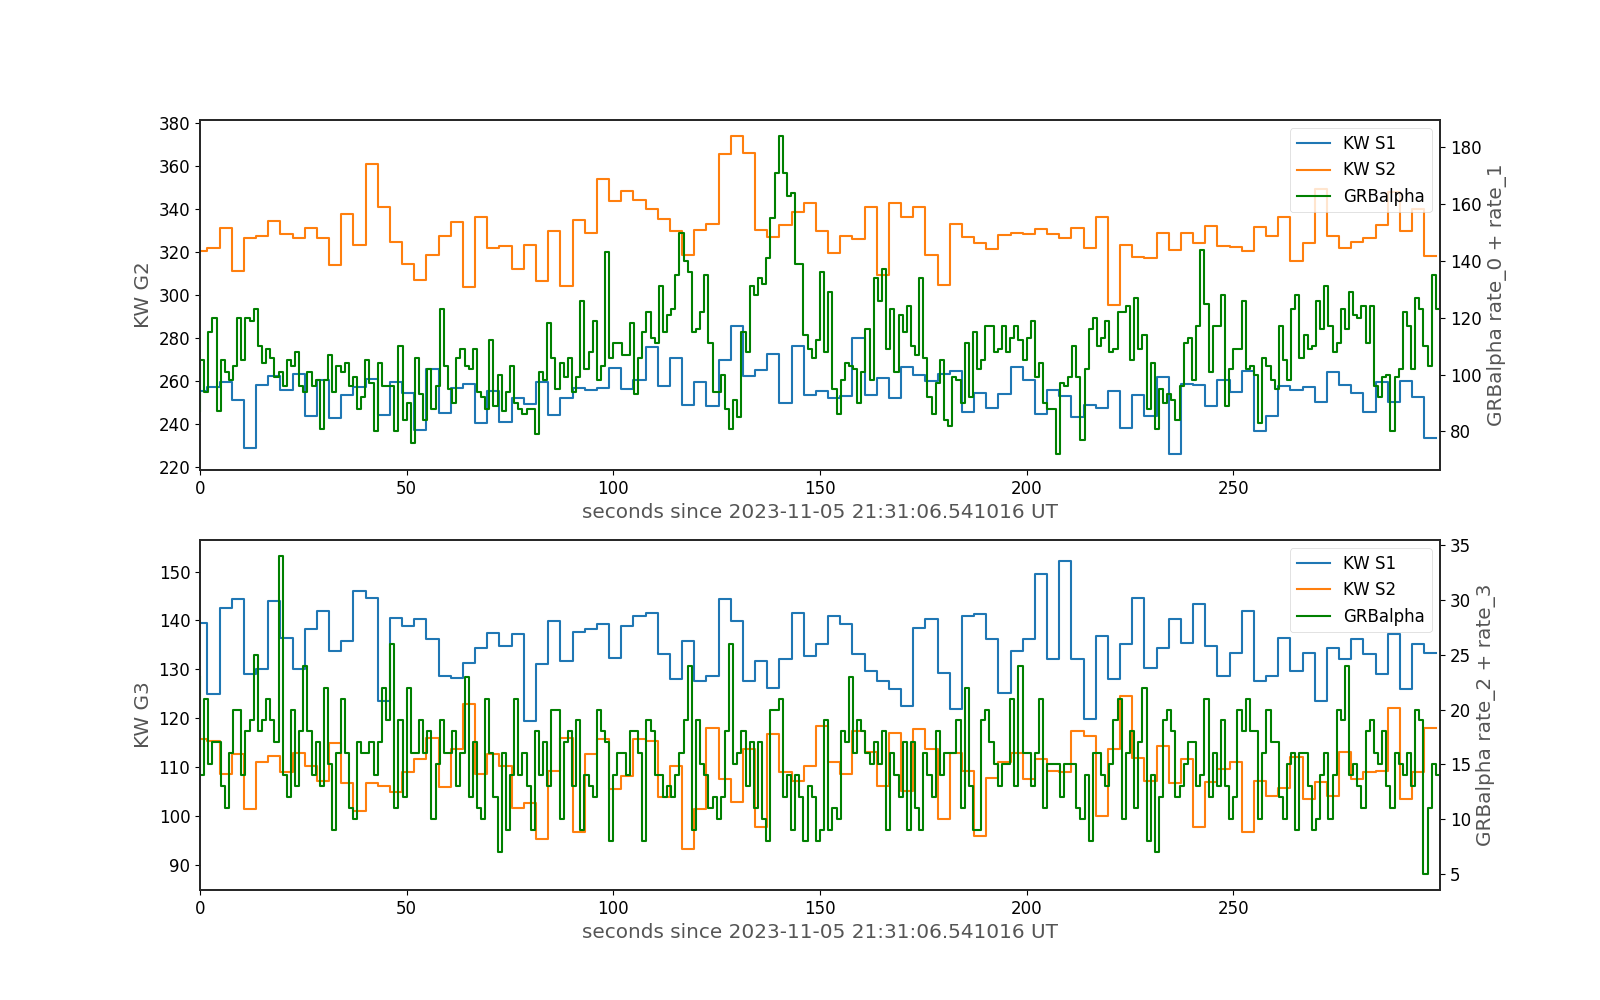 380
360
340
320
300
280
260
240
220
KW G2
180
160
140
120
100
80
GRBalpha rate_0 + rate_1
KW S1
KW S2
GRBalpha
0 50 100 150 200 250
seconds since 2023-11-05 21:31:06.541016 UT
150
140
130
120
110
100
90
KW G3
35
30
25
20
15
10
5
GRBalpha rate_2 + rate_3
KW S1
KW S2
GRBalpha
0 50 100 150 200 250
seconds since 2023-11-05 21:31:06.541016 UT